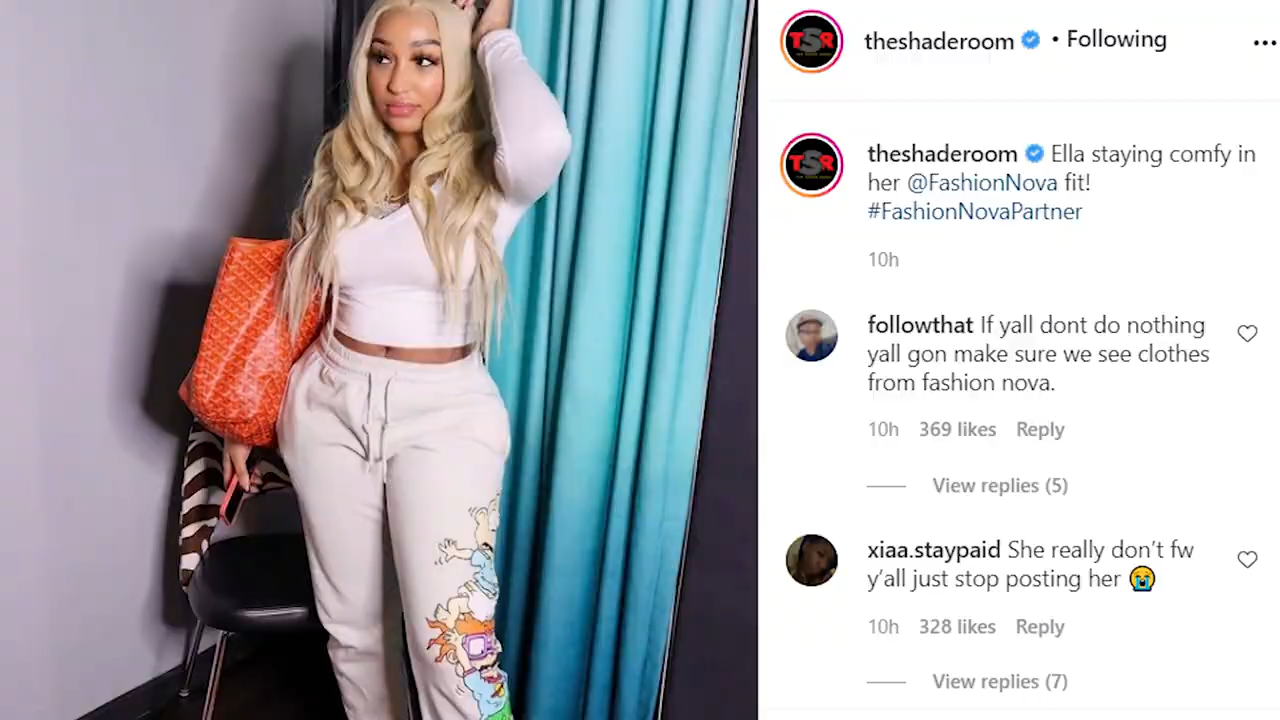 TSR
theshaderoom • Following
TSR
theshaderoom Ella staying comfy in
her @FashionNova fit!
#FashionNovaPartner
10h
followthat If yall dont do nothing
yall gon make sure we see clothes
from fashion nova.
10h 369 likes Reply
View replies (5)
xiaa.staypaid She really don't fw
y'all just stop posting her 😭
10h 328 likes Reply
View replies (7)